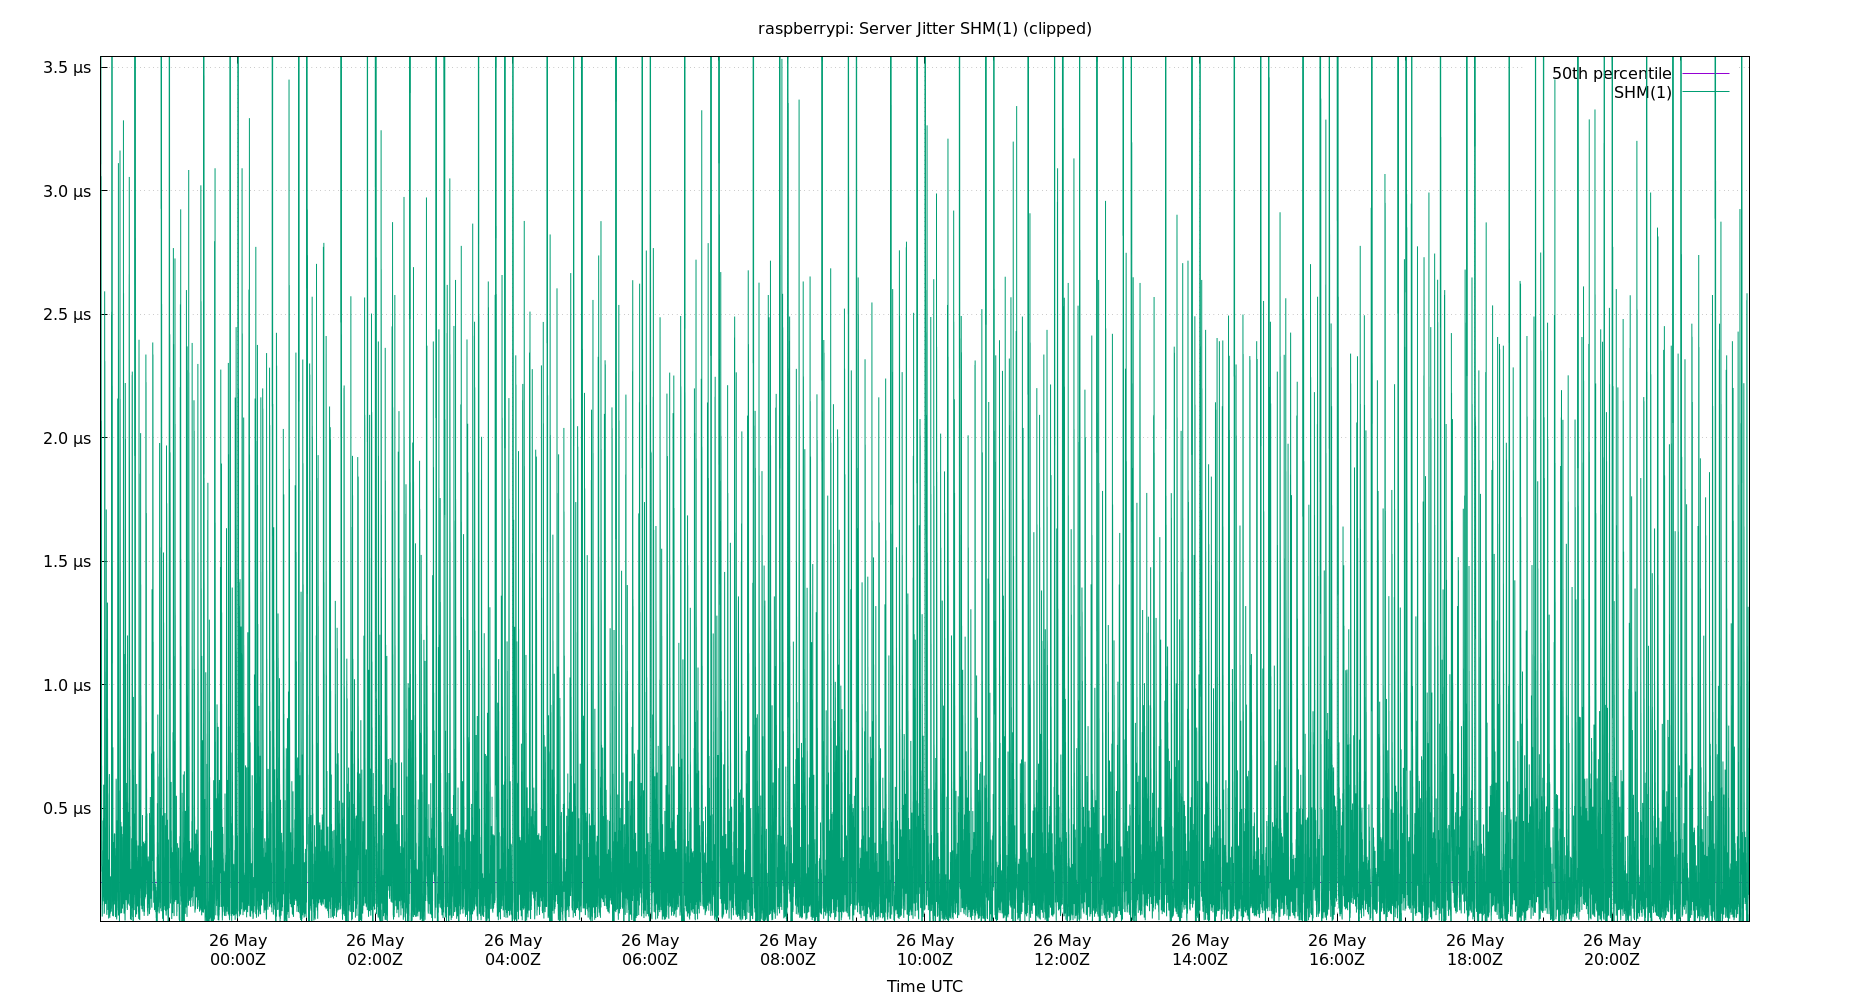 raspberrypi: Server Jitter SHM(1) (clipped)
3.5 µs
50th percentile
SHM(1)
3.0 µs
2.5 µs
2.0 µs
1.5 µs
1.0 µs
0.5 µs
26 May 26 May 26 May 26 May 26 May 26 May 26 May 26 May 26 May 26 May 26 May
00:00Z 02:00Z 04:00Z 06:00Z 08:00Z 10:00Z 12:00Z 14:00Z 16:00Z 18:00Z 20:00Z
Time UTC